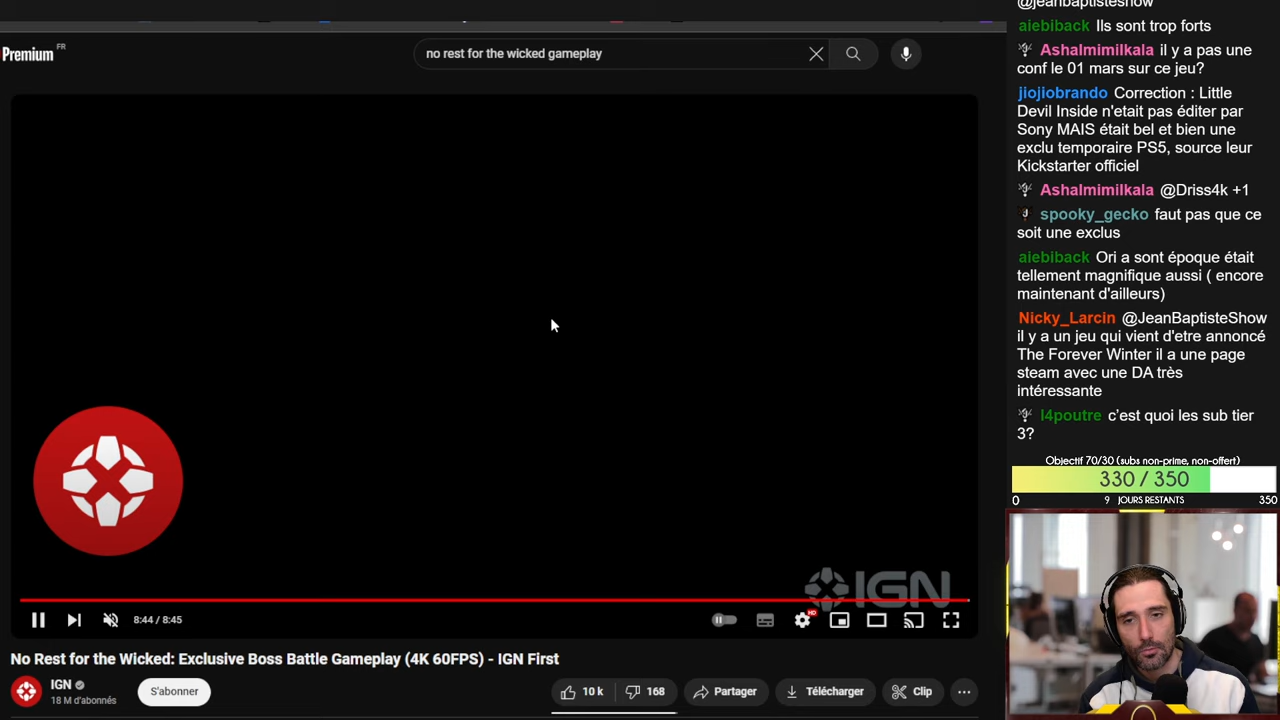 Premium FR
no rest for the wicked gameplay
IGN
8:44 / 8:45
HD
No Rest for the Wicked: Exclusive Boss Battle Gameplay (4K 60FPS) - IGN First
IGN
18 M d'abonnés
S'abonner
10 k
168
Partager
Télécharger
Clip
@jeanbaptisteshow
aiebiback Ils sont trop forts
Ashalmimilkala il y a pas une
conf le 01 mars sur ce jeu?
jiojiobrando Correction : Little
Devil Inside n'etait pas éditer par
Sony MAIS était bel et bien une
exclu temporaire PS5, source leur
Kickstarter officiel
Ashalmimilkala @Driss4k +1
spooky_gecko faut pas que ce
soit une exclus
aiebiback Ori a sont époque était
tellement magnifique aussi ( encore
maintenant d'ailleurs)
Nicky_Larcin @JeanBaptisteShow
il y a un jeu qui vient d'etre annoncé
The Forever Winter il a une page
steam avec une DA très
intéressante
l4poutre c'est quoi les sub tier
3?
Objectif 70/30 (subs non-prime, non-offert)
330 / 350
0 9 JOURS RESTANTS 350